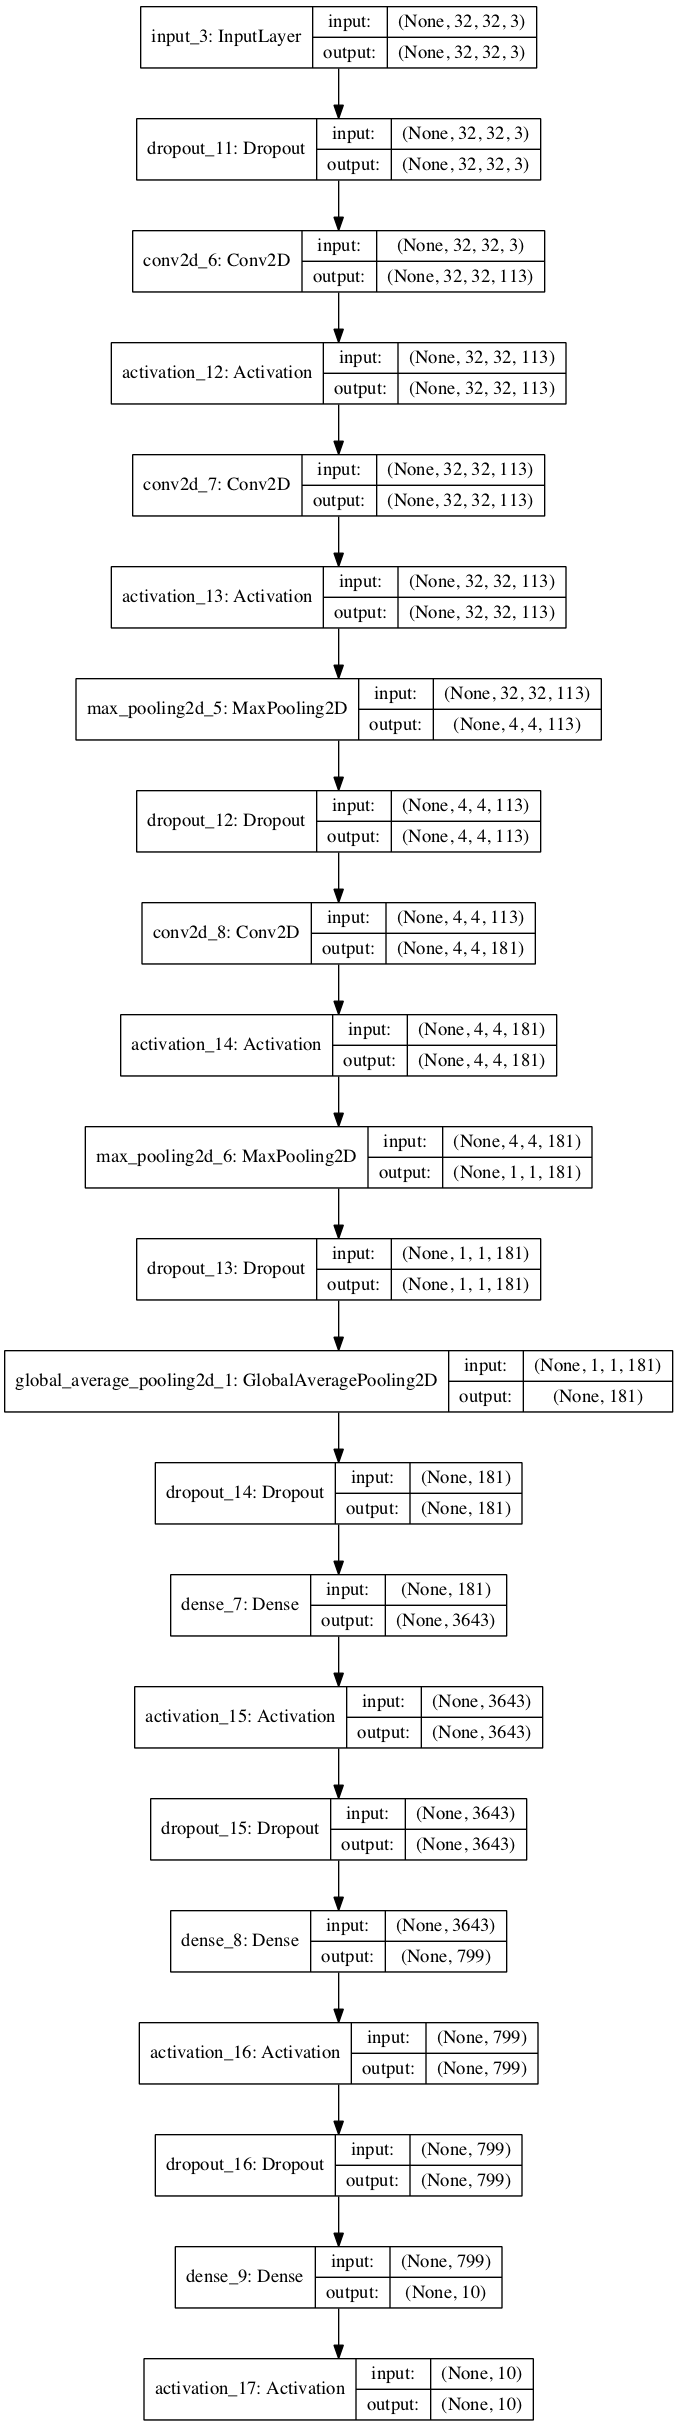 input_3: InputLayer
input: (None, 32, 32, 3)
output: (None, 32, 32, 3)
dropout_11: Dropout
input: (None, 32, 32, 3)
output: (None, 32, 32, 3)
conv2d_6: Conv2D
input: (None, 32, 32, 3)
output: (None, 32, 32, 113)
activation_12: Activation
input: (None, 32, 32, 113)
output: (None, 32, 32, 113)
conv2d_7: Conv2D
input: (None, 32, 32, 113)
output: (None, 32, 32, 113)
activation_13: Activation
input: (None, 32, 32, 113)
output: (None, 32, 32, 113)
max_pooling2d_5: MaxPooling2D
input: (None, 32, 32, 113)
output: (None, 4, 4, 113)
dropout_12: Dropout
input: (None, 4, 4, 113)
output: (None, 4, 4, 113)
conv2d_8: Conv2D
input: (None, 4, 4, 113)
output: (None, 4, 4, 181)
activation_14: Activation
input: (None, 4, 4, 181)
output: (None, 4, 4, 181)
max_pooling2d_6: MaxPooling2D
input: (None, 4, 4, 181)
output: (None, 1, 1, 181)
dropout_13: Dropout
input: (None, 1, 1, 181)
output: (None, 1, 1, 181)
global_average_pooling2d_1: GlobalAveragePooling2D
input: (None, 1, 1, 181)
output: (None, 181)
dropout_14: Dropout
input: (None, 181)
output: (None, 181)
dense_7: Dense
input: (None, 181)
output: (None, 3643)
activation_15: Activation
input: (None, 3643)
output: (None, 3643)
dropout_15: Dropout
input: (None, 3643)
output: (None, 3643)
dense_8: Dense
input: (None, 3643)
output: (None, 799)
activation_16: Activation
input: (None, 799)
output: (None, 799)
dropout_16: Dropout
input: (None, 799)
output: (None, 799)
dense_9: Dense
input: (None, 799)
output: (None, 10)
activation_17: Activation
input: (None, 10)
output: (None, 10)